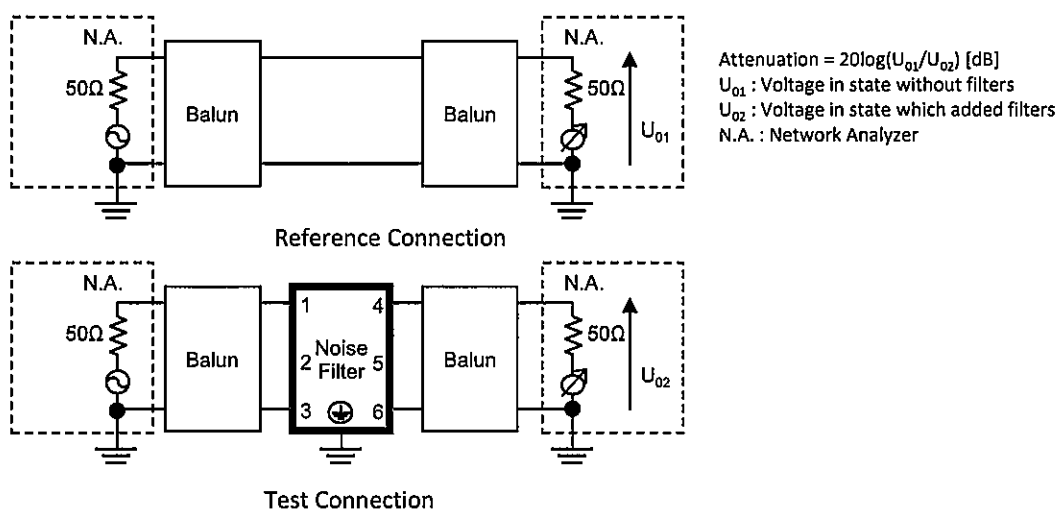 N.A.
50Ω
Balun
Balun
N.A.
50Ω
U01
Attenuation = 20log(U01/U02) [dB]
U01 : Voltage in state without filters
U02 : Voltage in state which added filters
N.A. : Network Analyzer
Reference Connection
N.A.
50Ω
Balun
1 4
2 Noise Filter 5
3 6
Balun
N.A.
50Ω
U02
Test Connection